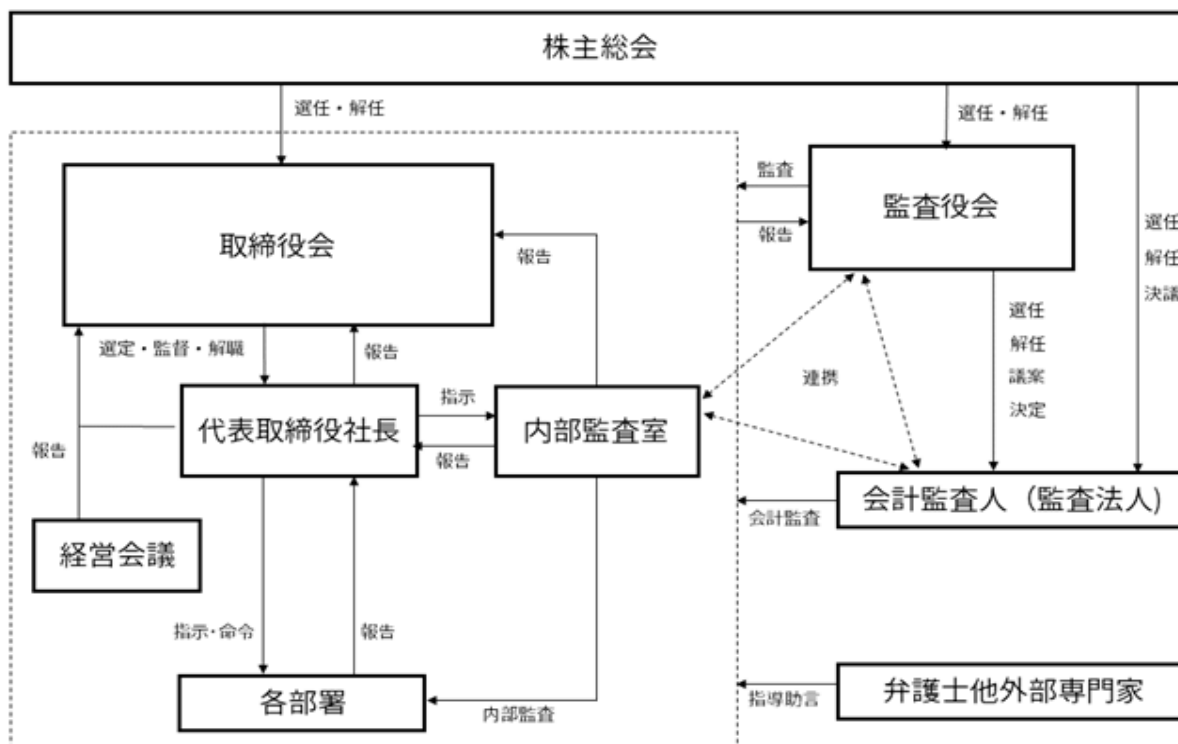 株主総会
選任・解任
選任・解任
監査
監査役会
取締役会
報告
報告
選任
解任
決議
選定・監督・解職
報告
選任
解任
議案
決定
連携
指示
代表取締役社長
内部監査室
報告
報告
会計監査人（監査法人)
会計監査
経営会議
指示・命令
報告
各部署
内部監査
弁護士他外部専門家
指導助言